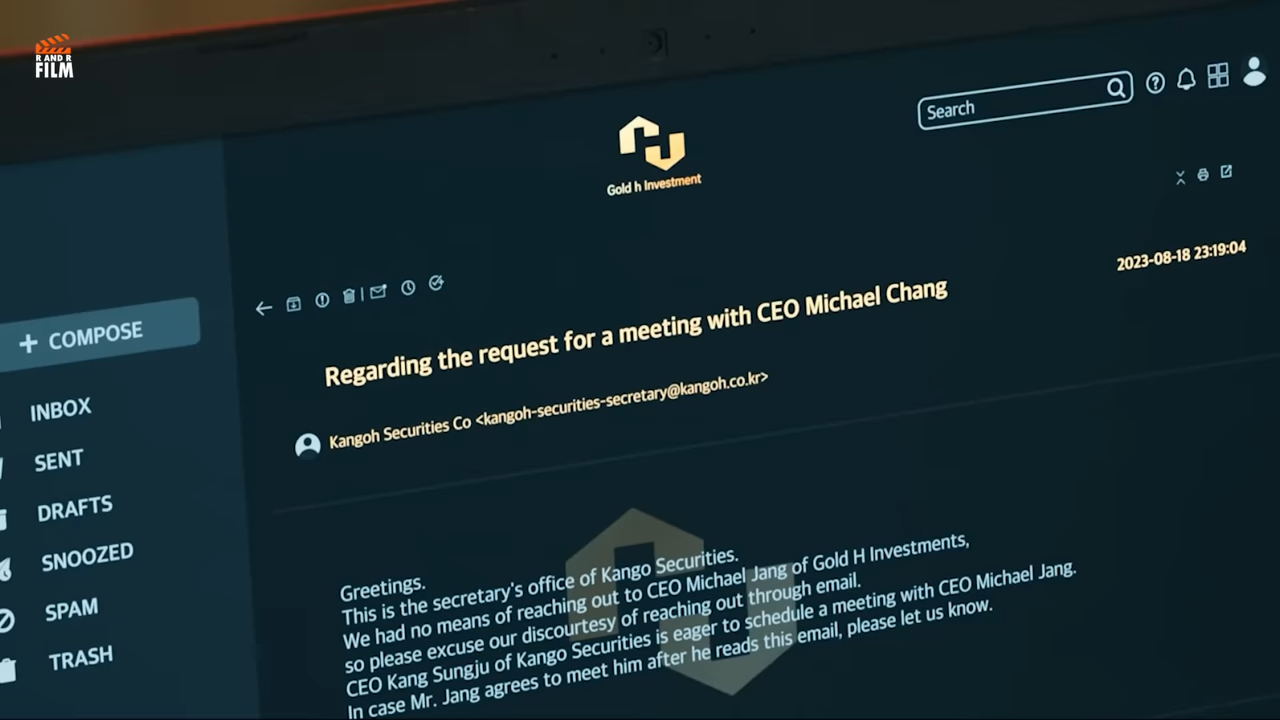 R AND R
FILM
Search
Gold h Investment
2023-08-18 23:19:04
Regarding the request for a meeting with CEO Michael Chang
Kangoh Securities Co <kangoh-securities-secretary@kangoh.co.kr>
+ COMPOSE
INBOX
SENT
DRAFTS
SNOOZED
SPAM
TRASH
Greetings.
This is the secretary's office of Kango Securities.
We had no means of reaching out to CEO Michael Jang of Gold H Investments,
so please excuse our discourtesy of reaching out through email.
CEO Kang Sungju of Kango Securities is eager to schedule a meeting with CEO Michael Jang.
In case Mr. Jang agrees to meet him after he reads this email, please let us know.